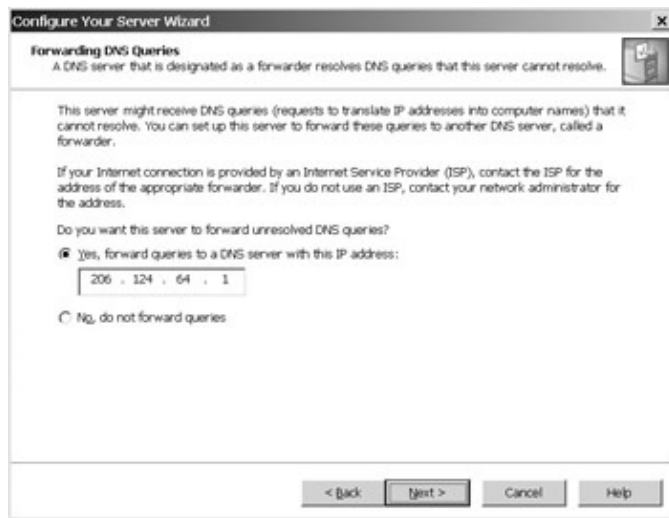 Configure Your Server Wizard
Forwarding DNS Queries
A DNS server that is designated as a forwarder resolves DNS queries that this server cannot resolve.
This server might receive DNS queries (requests to translate IP addresses into computer names) that it
cannot resolve. You can set up this server to forward these queries to another DNS server, called a
forwarder.
If your Internet connection is provided by an Internet Service Provider (ISP), contact the ISP for the
address of the appropriate forwarder. If you do not use an ISP, contact your network administrator for
the address.
Do you want this server to forward unresolved DNS queries?
Yes, forward queries to a DNS server with this IP address:
206 . 124 . 64 . 1
No, do not forward queries
< Back Next > Cancel Help